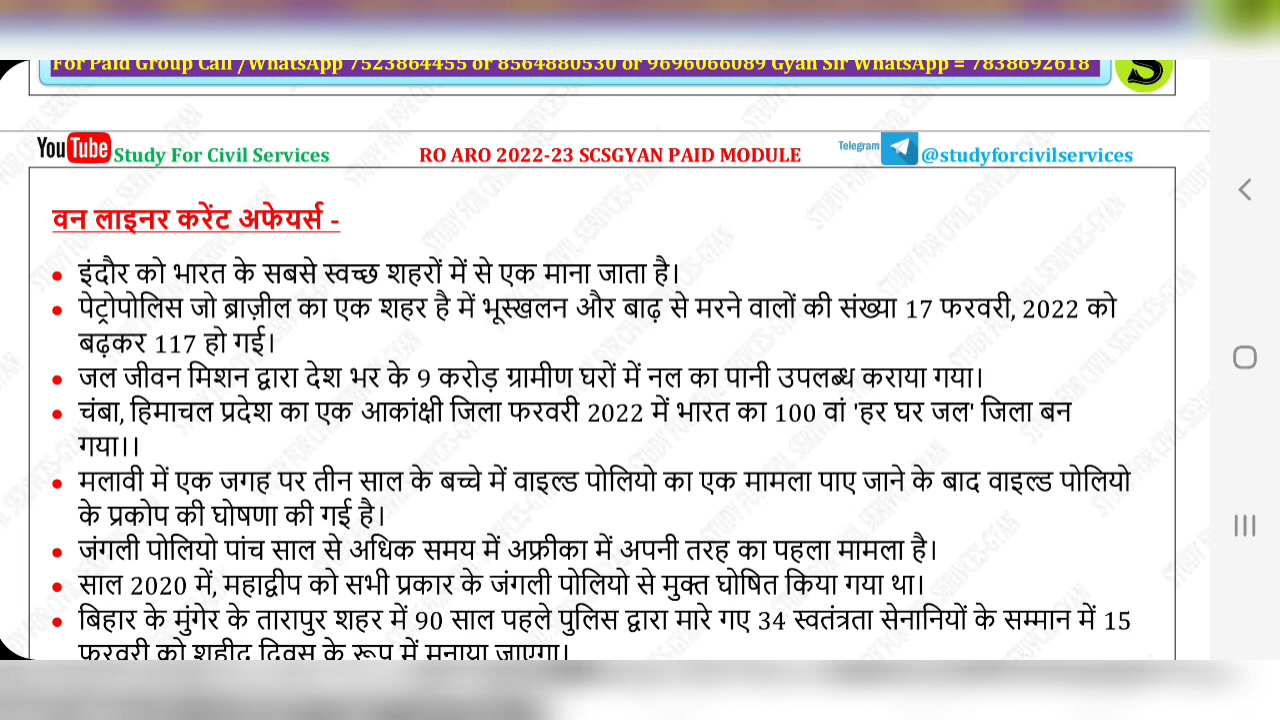 For Paid Group Call /WhatsApp 7523864455 or 8564880530 or 9696066089 Gyan Sir WhatsApp = 7838692618
S
YouTube Study For Civil Services RO ARO 2022-23 SCSGYAN PAID MODULE Telegram @studyforcivilservices
वन लाइनर करेंट अफेयर्स -
• इंदौर को भारत के सबसे स्वच्छ शहरों में से एक माना जाता है।
• पेट्रोपोलिस जो ब्राज़ील का एक शहर है में भूस्खलन और बाढ़ से मरने वालों की संख्या 17 फरवरी, 2022 को
बढ़कर 117 हो गई।
• जल जीवन मिशन द्वारा देश भर के 9 करोड़ ग्रामीण घरों में नल का पानी उपलब्ध कराया गया।
• चंबा, हिमाचल प्रदेश का एक आकांक्षी जिला फरवरी 2022 में भारत का 100 वां 'हर घर जल' जिला बन
गया।।
• मलावी में एक जगह पर तीन साल के बच्चे में वाइल्ड पोलियो का एक मामला पाए जाने के बाद वाइल्ड पोलियो
के प्रकोप की घोषणा की गई है।
• जंगली पोलियो पांच साल से अधिक समय में अफ्रीका में अपनी तरह का पहला मामला है।
• साल 2020 में, महाद्वीप को सभी प्रकार के जंगली पोलियो से मुक्त घोषित किया गया था।
• बिहार के मुंगेर के तारापुर शहर में 90 साल पहले पुलिस द्वारा मारे गए 34 स्वतंत्रता सेनानियों के सम्मान में 15
फरवरी को शहीद दिवस के रूप में मनाया जाएगा।